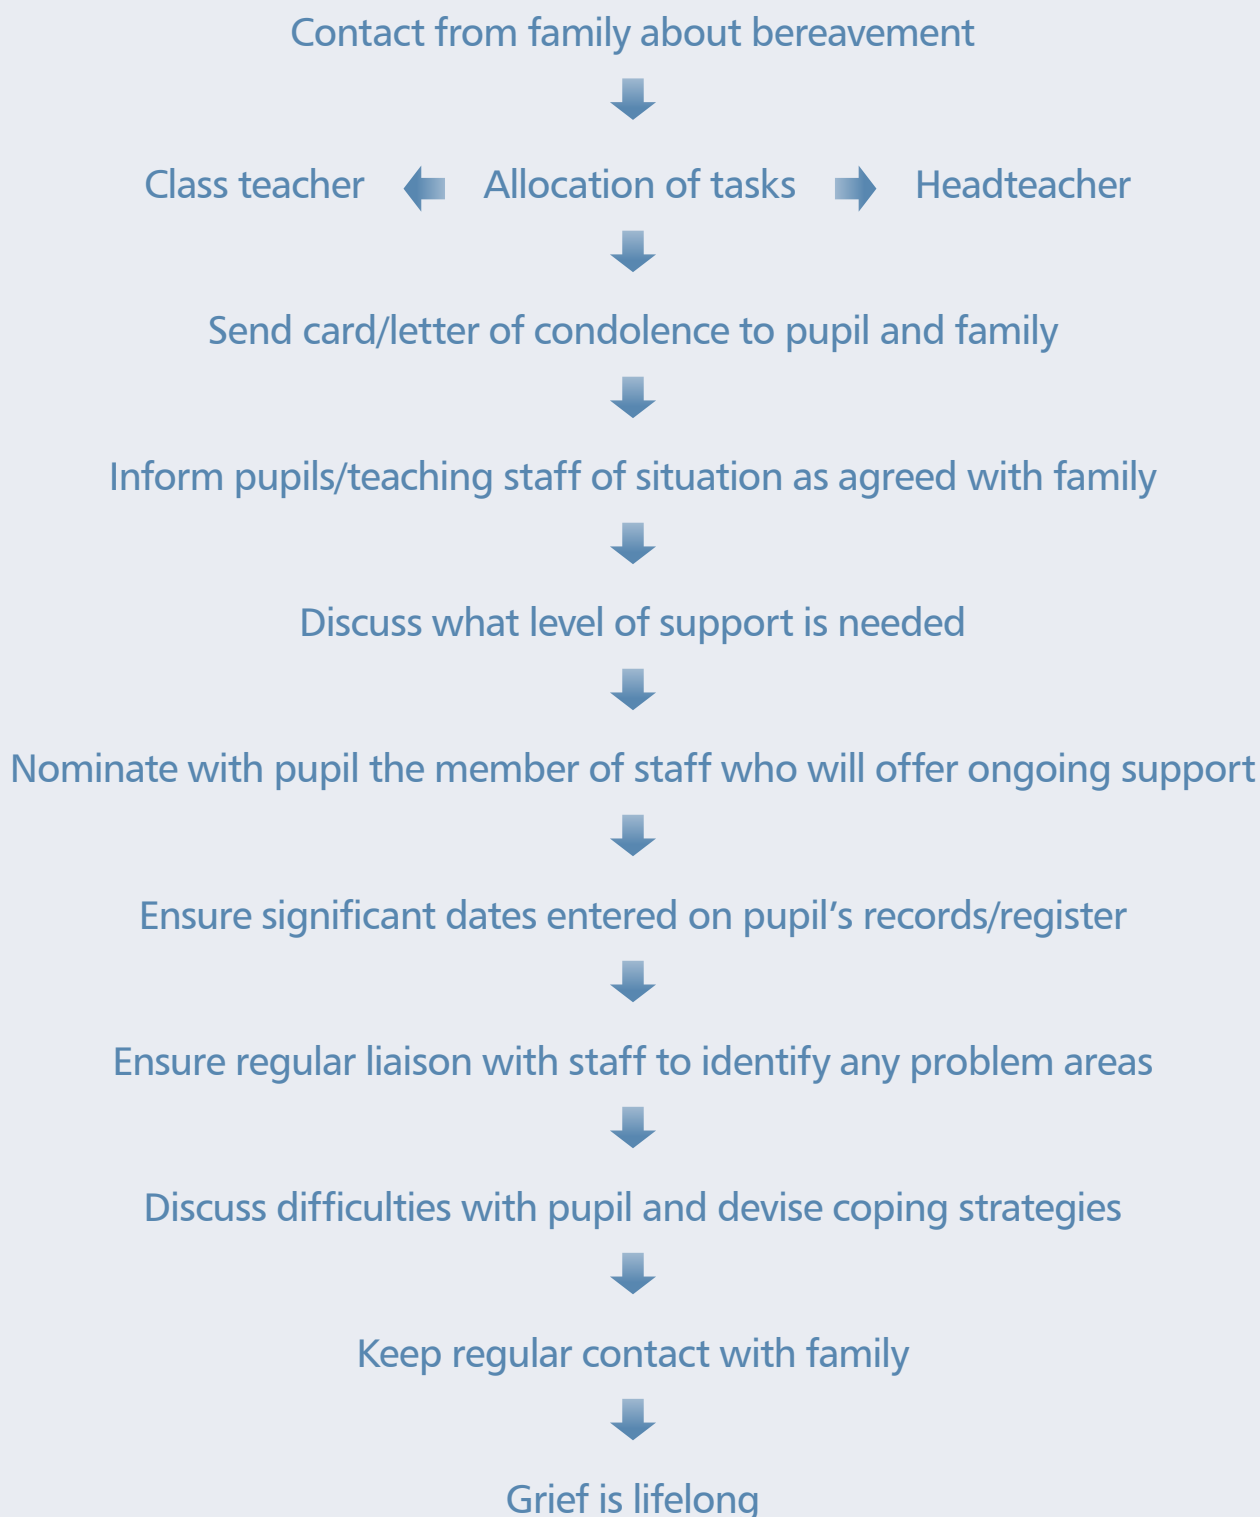 Contact from family about bereavement
Class teacher Allocation of tasks Headteacher
Send card/letter of condolence to pupil and family
Inform pupils/teaching staff of situation as agreed with family
Discuss what level of support is needed
Nominate with pupil the member of staff who will offer ongoing support
Ensure significant dates entered on pupil’s records/register
Ensure regular liaison with staff to identify any problem areas
Discuss difficulties with pupil and devise coping strategies
Keep regular contact with family
Grief is lifelong